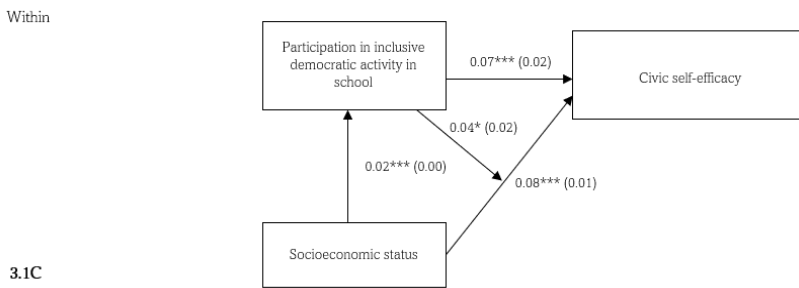 Within
Participation in inclusive
democratic activity in
school
0.07*** (0.02)
Civic self-efficacy
0.04* (0.02)
0.02*** (0.00)
0.08*** (0.01)
Socioeconomic status
3.1C